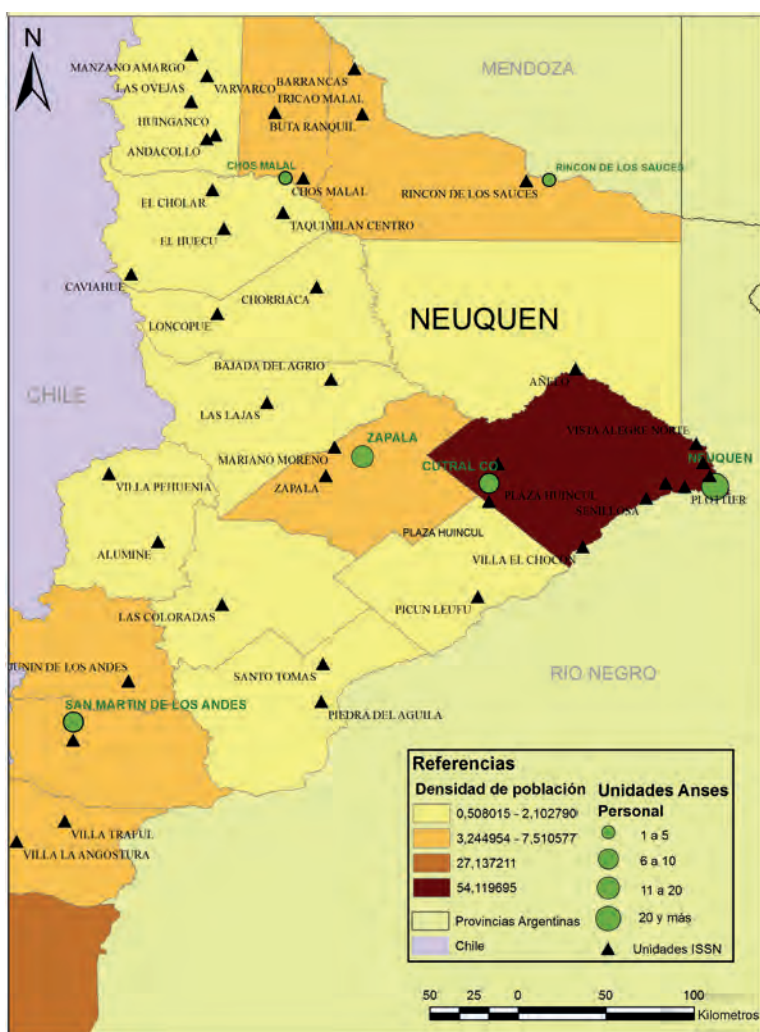 N
MENDOZA
MANZANO AMARGO
BARRANCAS
VARVARCO
LAS OVEJAS
TRICAO MALAL
HUINGANCO
BUTA RANQUIL
ANDACOLLO
CHOS MALAL
RINCON DE LOS SAUCES
CHOS MALAL
RINCON DE LOS SAUCES
EL CHOLAR
TAQUIMILAN CENTRO
EL HUECU
CAVIAHUE
CHORRIACA
LONCOPUE
NEUQUEN
BAJADA DEL AGRIO
AÑELO
CHILE
LAS LAJAS
VISTA ALEGRE NORTE
ZAPALA
MARIANO MORENO
NEUQUEN
CUTRAL CO
VILLA PEHUENIA
ZAPALA
PLAZA HUINCUL
PLOTTIER
SENILLOSA
PLAZA HUINCUL
ALUMINE
VILLA EL CHOCON
LAS COLORADAS
PICUN LEUFU
JUNIN DE LOS ANDES
SANTO TOMAS
RIO NEGRO
SAN MARTIN DE LOS ANDES
PIEDRA DEL AGUILA
VILLA TRAFUL
VILLA LA ANGOSTURA
Referencias
Densidad de población
0,508015 - 2,102790
3,244954 - 7,510577
27,137211
54,119695
Provincias Argentinas
Chile
Unidades Anses
Personal
1 a 5
6 a 10
11 a 20
20 y más
Unidades ISSN
50 25 0 50 100
Kilometros